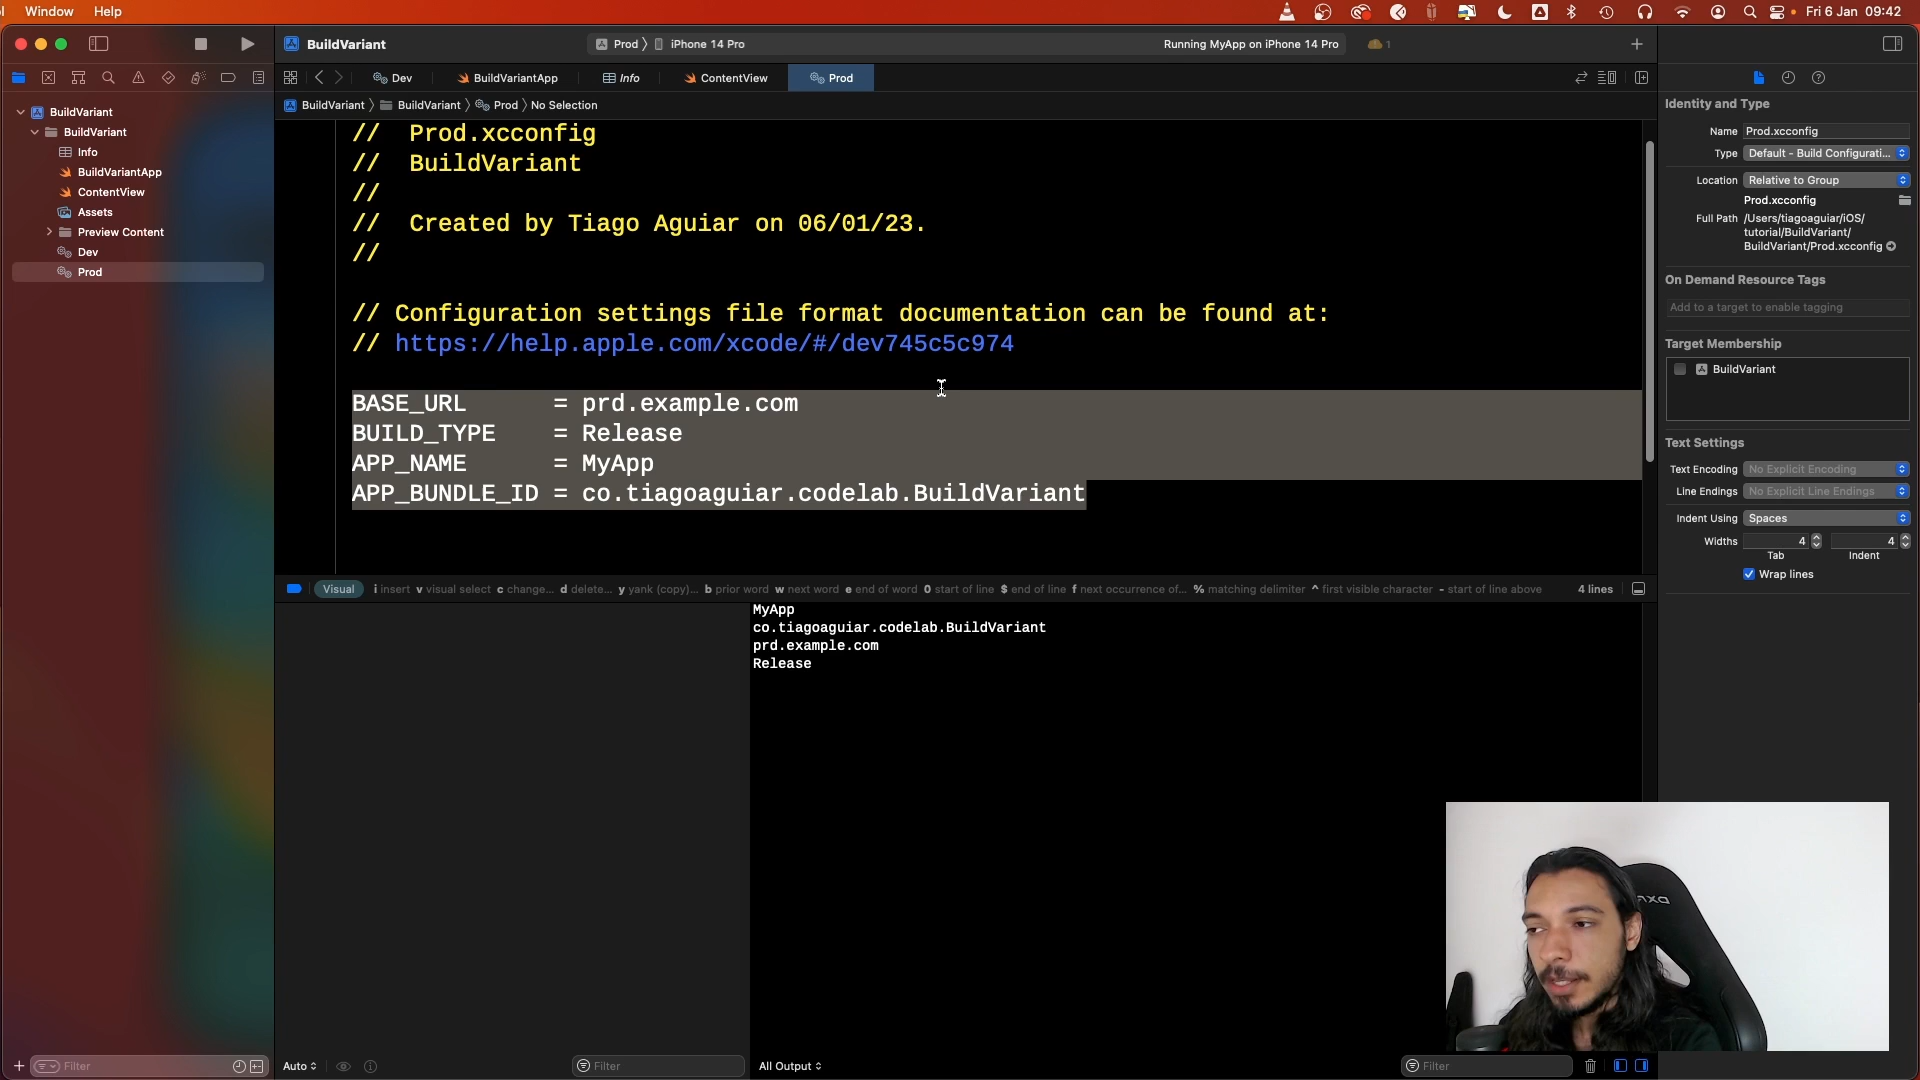 Window Help
Fri 6 Jan 09:42
BuildVariant
Prod iPhone 14 Pro
Running MyApp on iPhone 14 Pro
1
Dev
BuildVariantApp
Info
ContentView
Prod
BuildVariant BuildVariant Prod No Selection
BuildVariant
BuildVariant
Info
BuildVariantApp
ContentView
Assets
Preview Content
Dev
Prod
// Prod.xcconfig
// BuildVariant
//
// Created by Tiago Aguiar on 06/01/23.
//
// Configuration settings file format documentation can be found at:
// https://help.apple.com/xcode/#/dev745c5c974
BASE_URL = prd.example.com
BUILD_TYPE = Release
APP_NAME = MyApp
APP_BUNDLE_ID = co.tiagoaguiar.codelab.BuildVariant
Visual i insert v visual select c change... d delete... y yank (copy)... b prior word w next word e end of word 0 start of line $ end of line f next occurrence of... % matching delimiter ^ first visible character - start of line above 4 lines
MyApp
co.tiagoaguiar.codelab.BuildVariant
prd.example.com
Release
Identity and Type
Name Prod.xcconfig
Type Default - Build Configurati...
Location Relative to Group
Prod.xcconfig
Full Path /Users/tiagoaguiar/iOS/
tutorial/BuildVariant/
BuildVariant/Prod.xcconfig
On Demand Resource Tags
Add to a target to enable tagging
Target Membership
BuildVariant
Text Settings
Text Encoding No Explicit Encoding
Line Endings No Explicit Line Endings
Indent Using Spaces
Widths 4 4
Tab Indent
Wrap lines
DXR
Filter
Auto
Filter
All Output
Filter